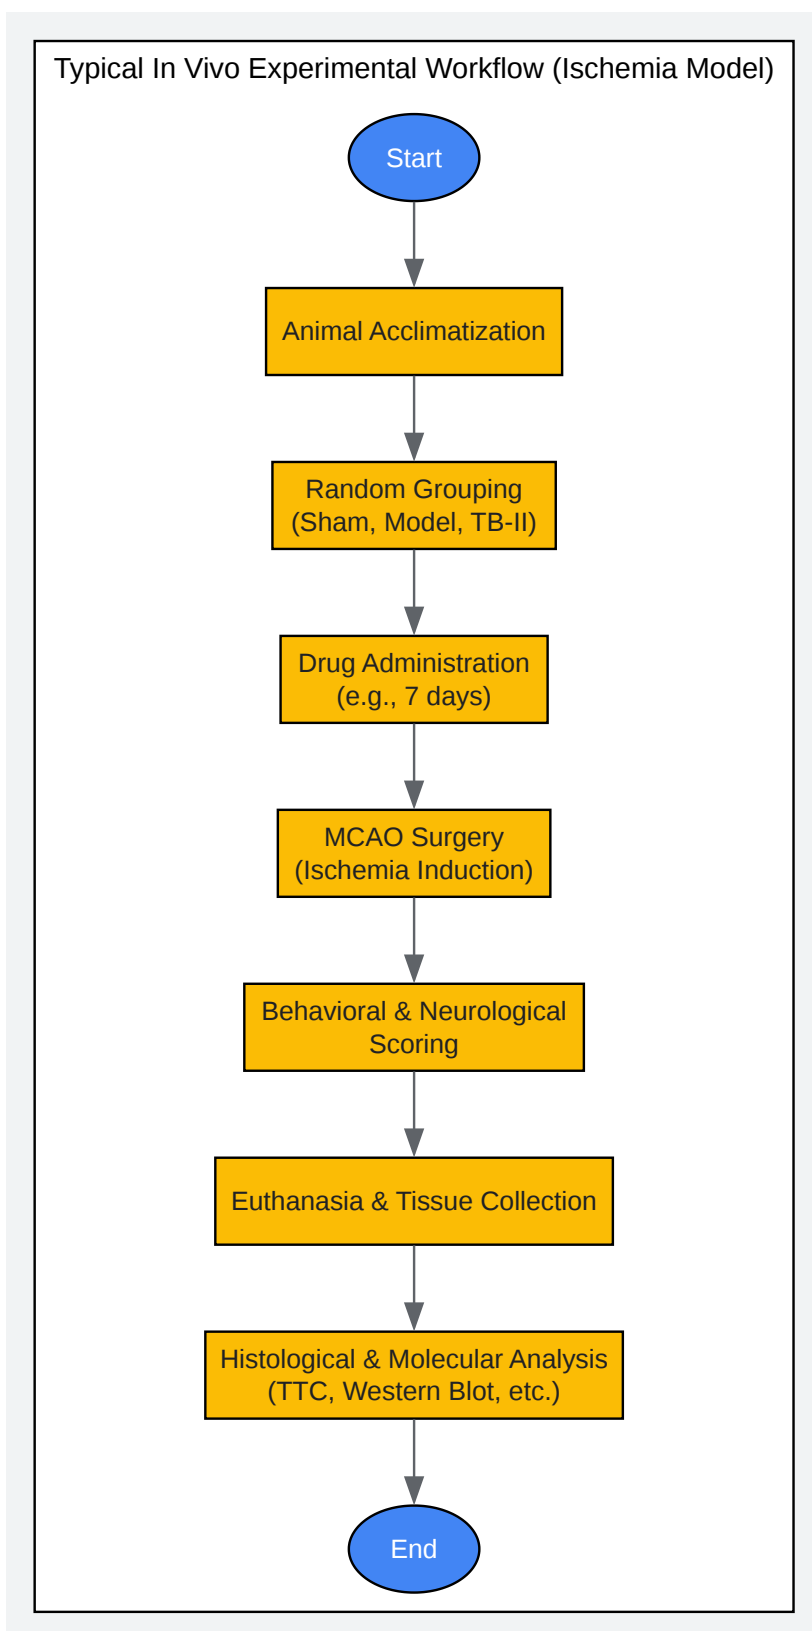 Typical In Vivo Experimental Workflow (Ischemia Model)
Start
Animal Acclimatization
Random Grouping
(Sham, Model, TB-II)
Drug Administration
(e.g., 7 days)
MCAO Surgery
(Ischemia Induction)
Behavioral & Neurological
Scoring
Euthanasia & Tissue Collection
Histological & Molecular Analysis
(TTC, Western Blot, etc.)
End